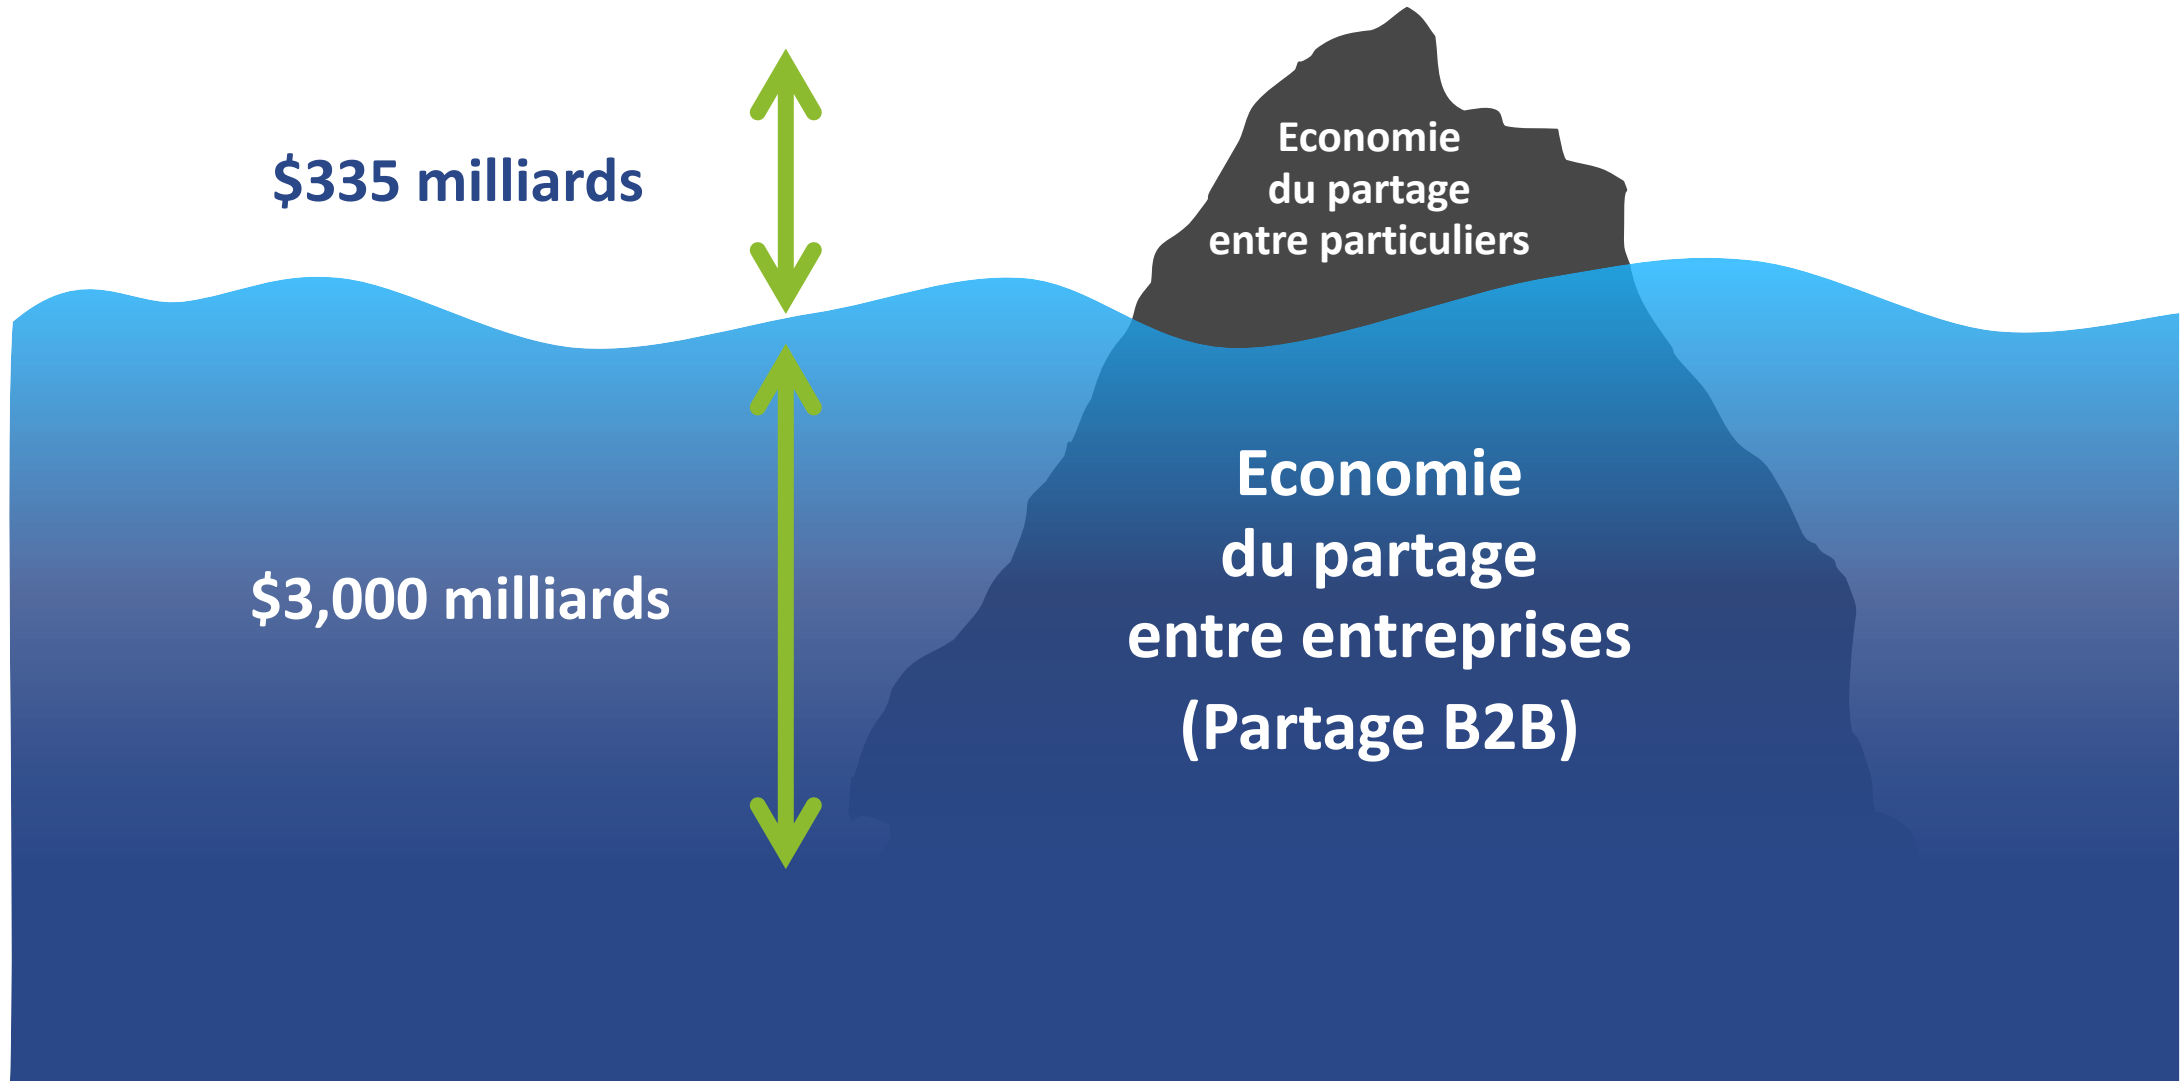 $335 milliards
Economie
du partage
entre particuliers
$3,000 milliards
Economie
du partage
entre entreprises
(Partage B2B)